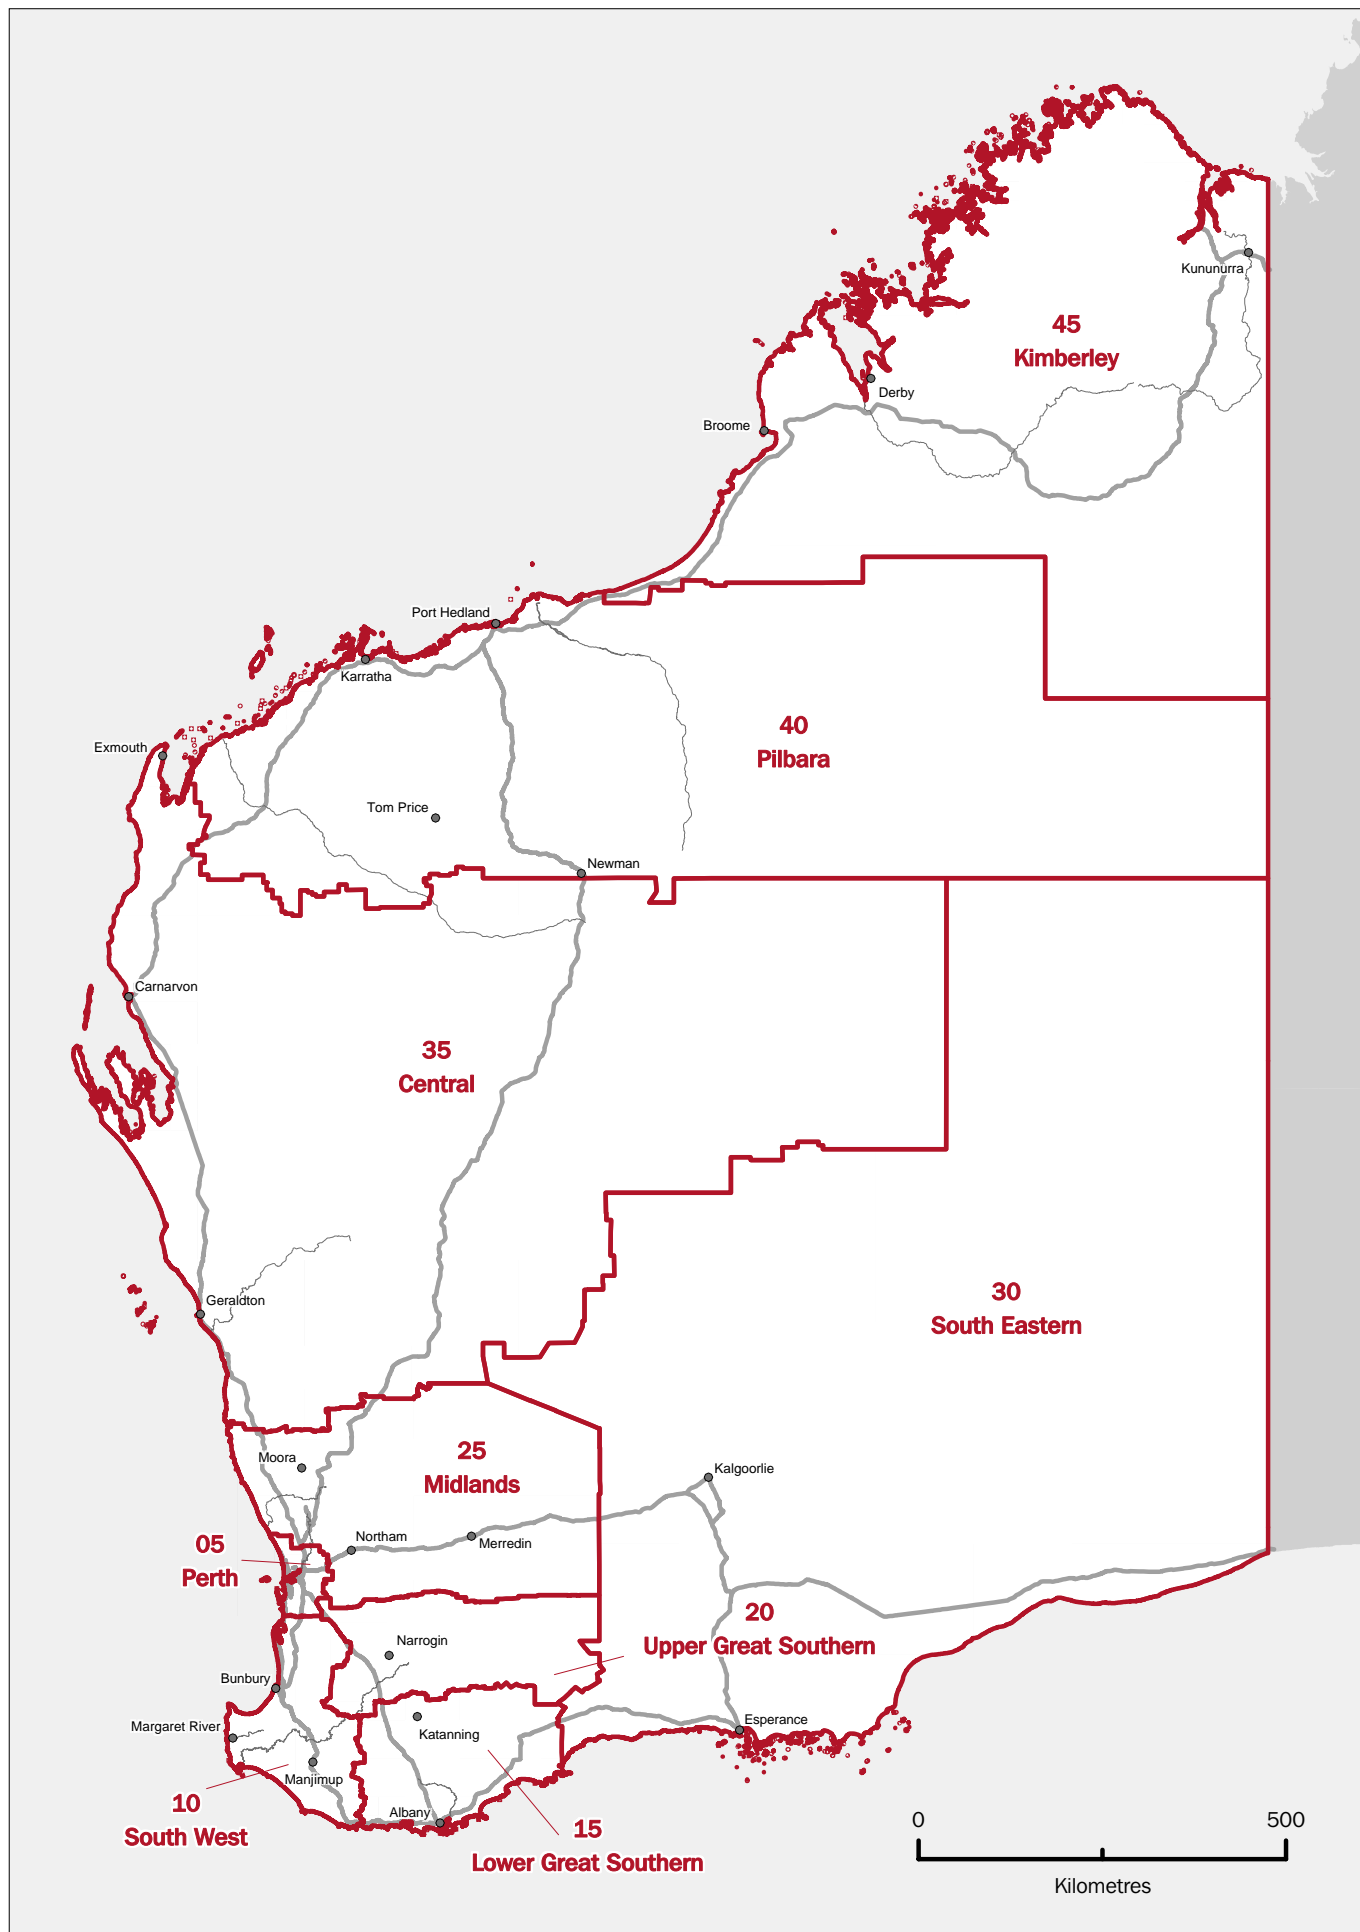 Kununurra
45
Kimberley
Derby
Broome
Port Hedland
Karratha
40
Pilbara
Exmouth
Tom Price
Newman
Carnarvon
35
Central
30
South Eastern
Geraldton
25
Midlands
Moora
Kalgoorlie
Northam
Merredin
05
Perth
20
Upper Great Southern
Narrogin
Bunbury
Margaret River
Katanning
Esperance
Manjimup
10
South West
Albany
15
Lower Great Southern
0 500
Kilometres